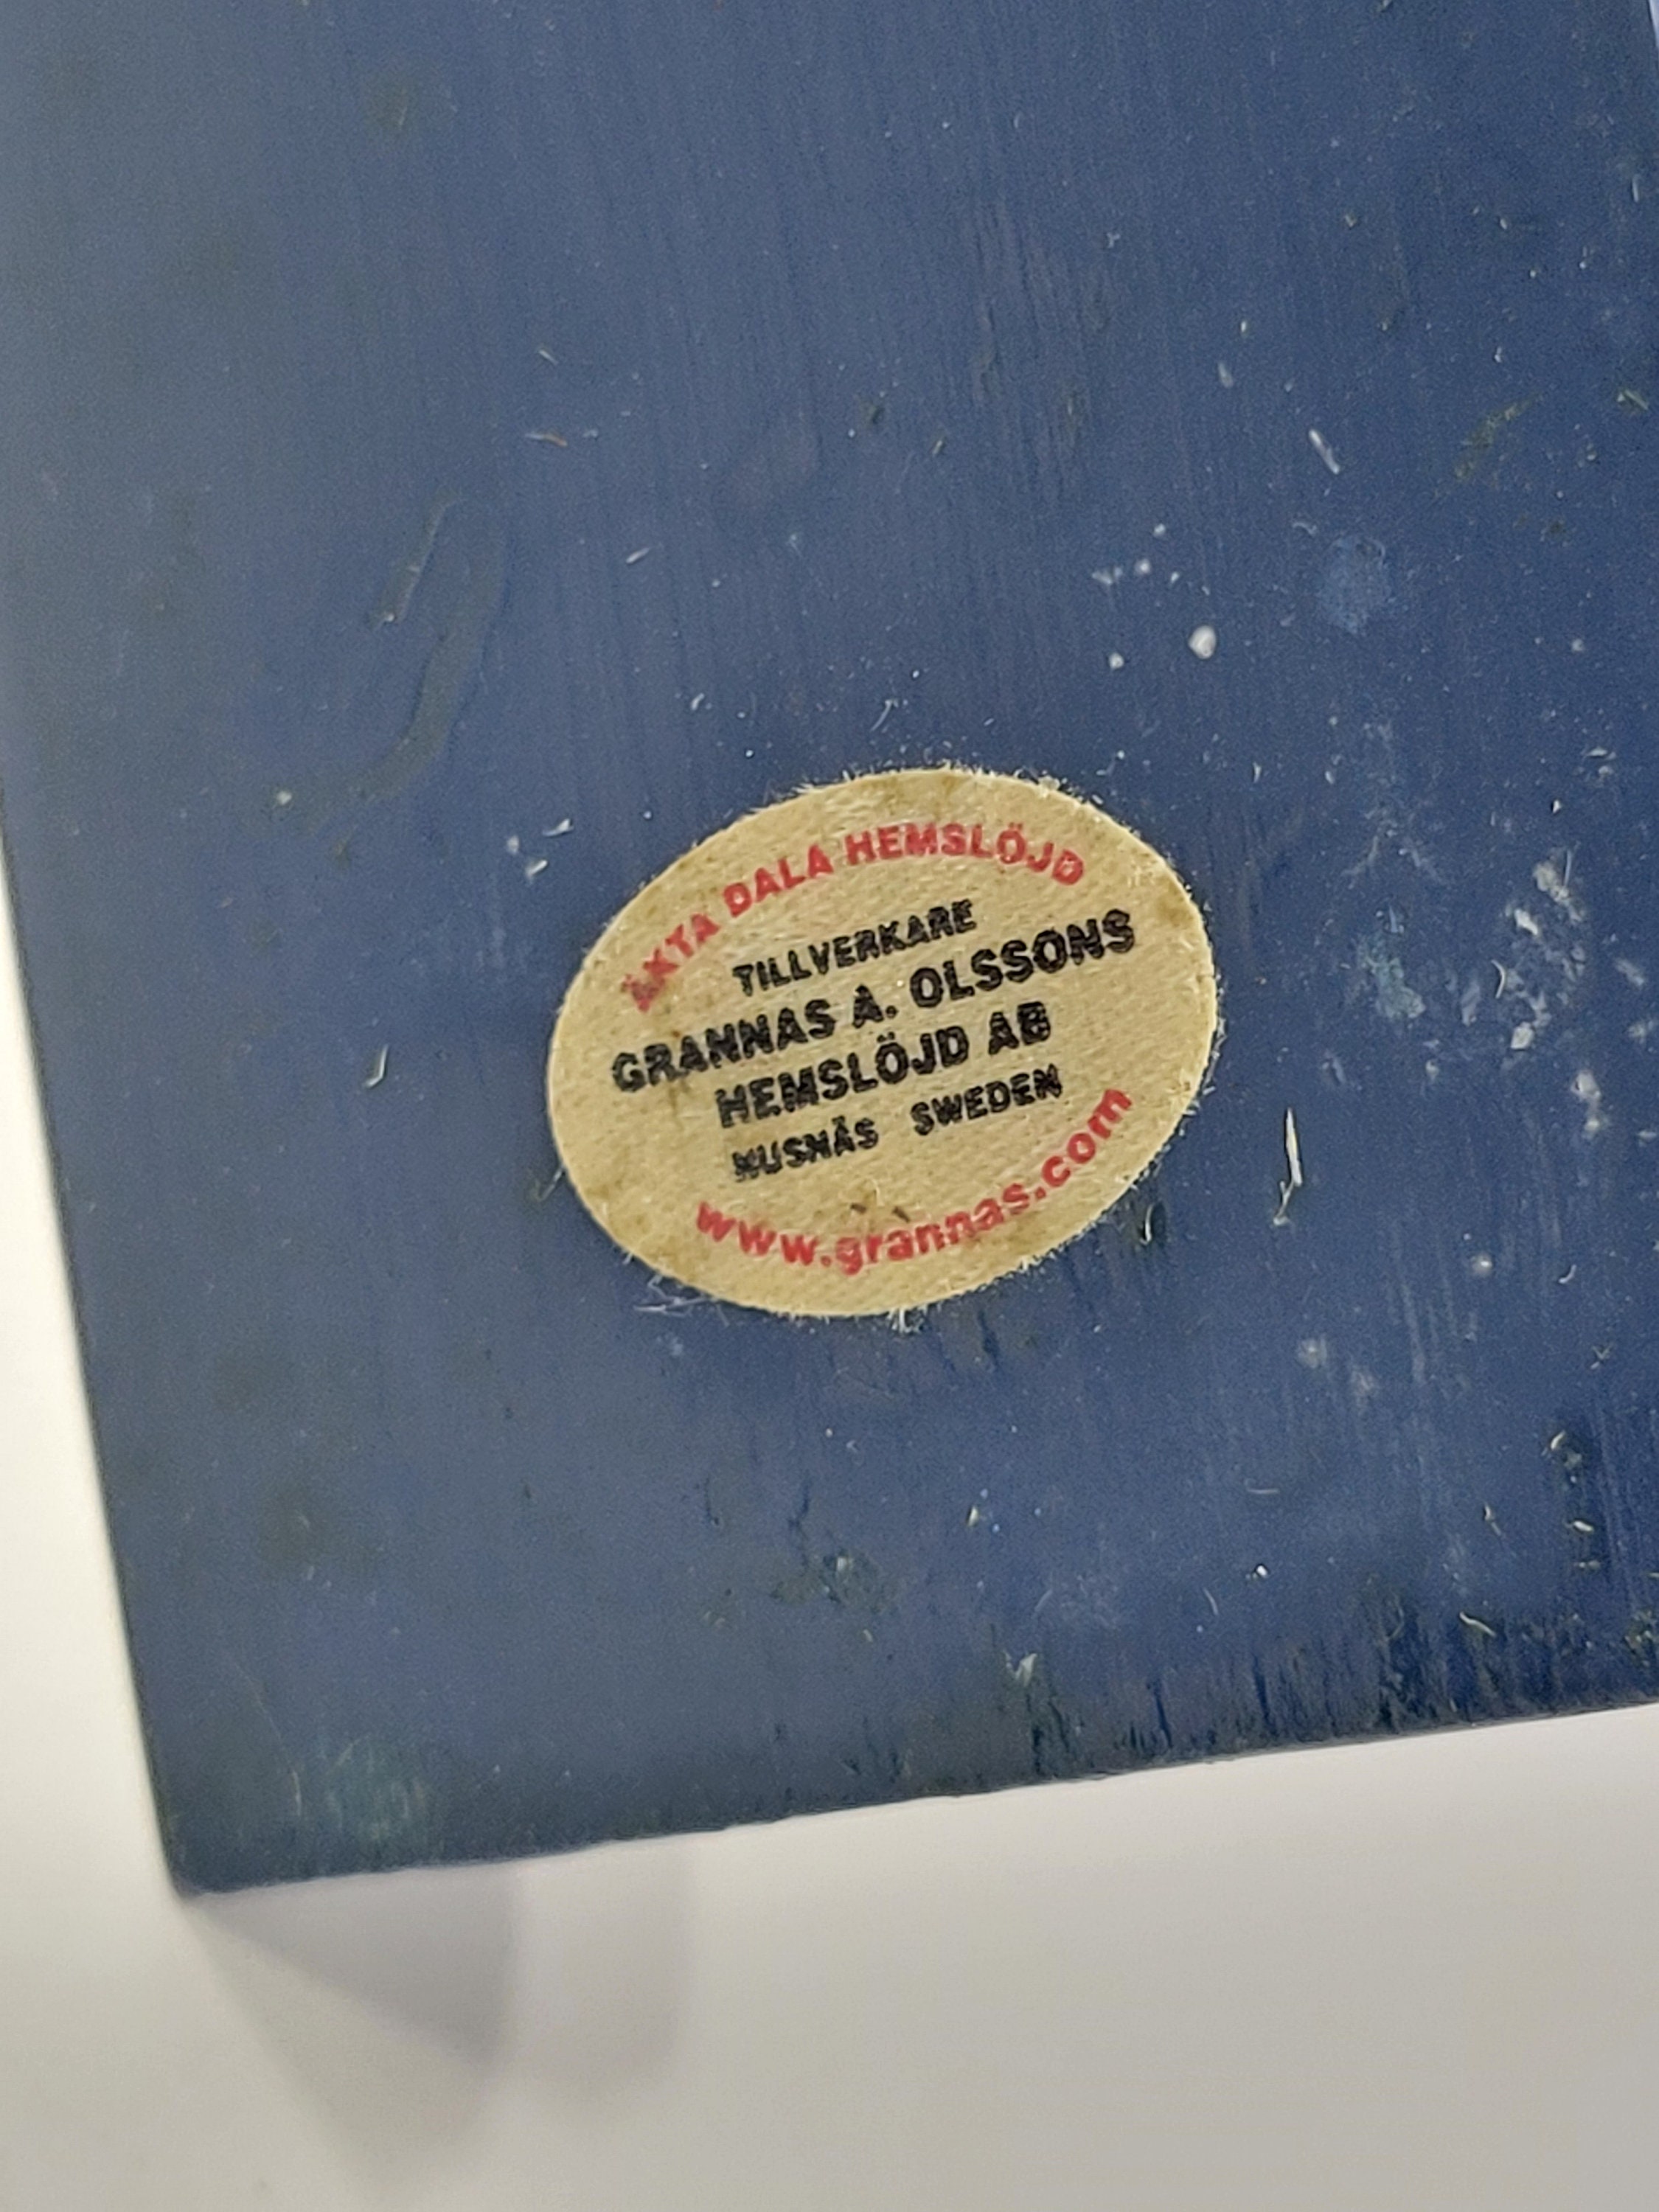 ÄKTA DALA HEMSLÖJD
TILLVERKARE
GRANNAS A. OLSSONS
HEMSLÖJD AB
NUSNÄS SWEDEN
www.grannas.com